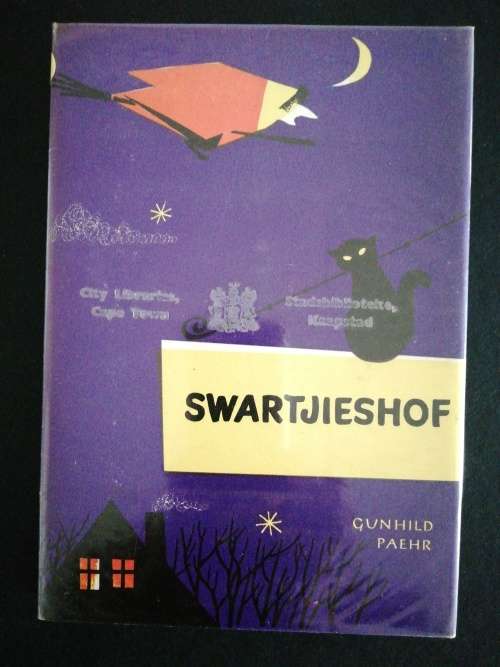 City Libraries,
Cape Town
Stadsbiblioteke,
Kaapstad
SWARTJIESHOF
GUNHILD
PAEHR